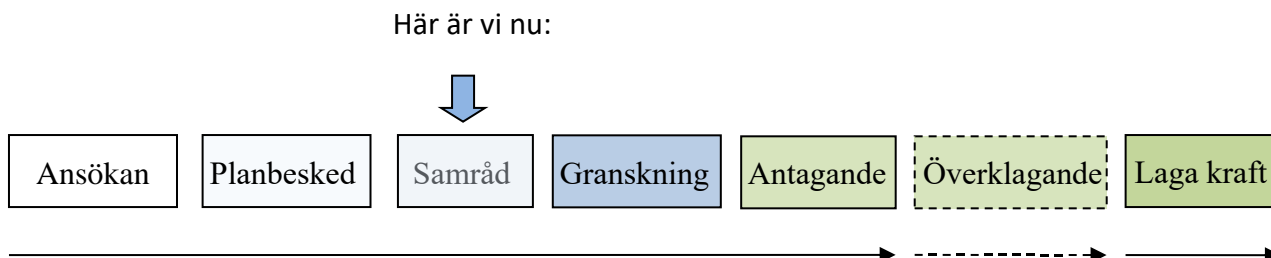 Här är vi nu:
Ansökan
Planbesked
Samråd
Granskning
Antagande
Överklagande
Laga kraft